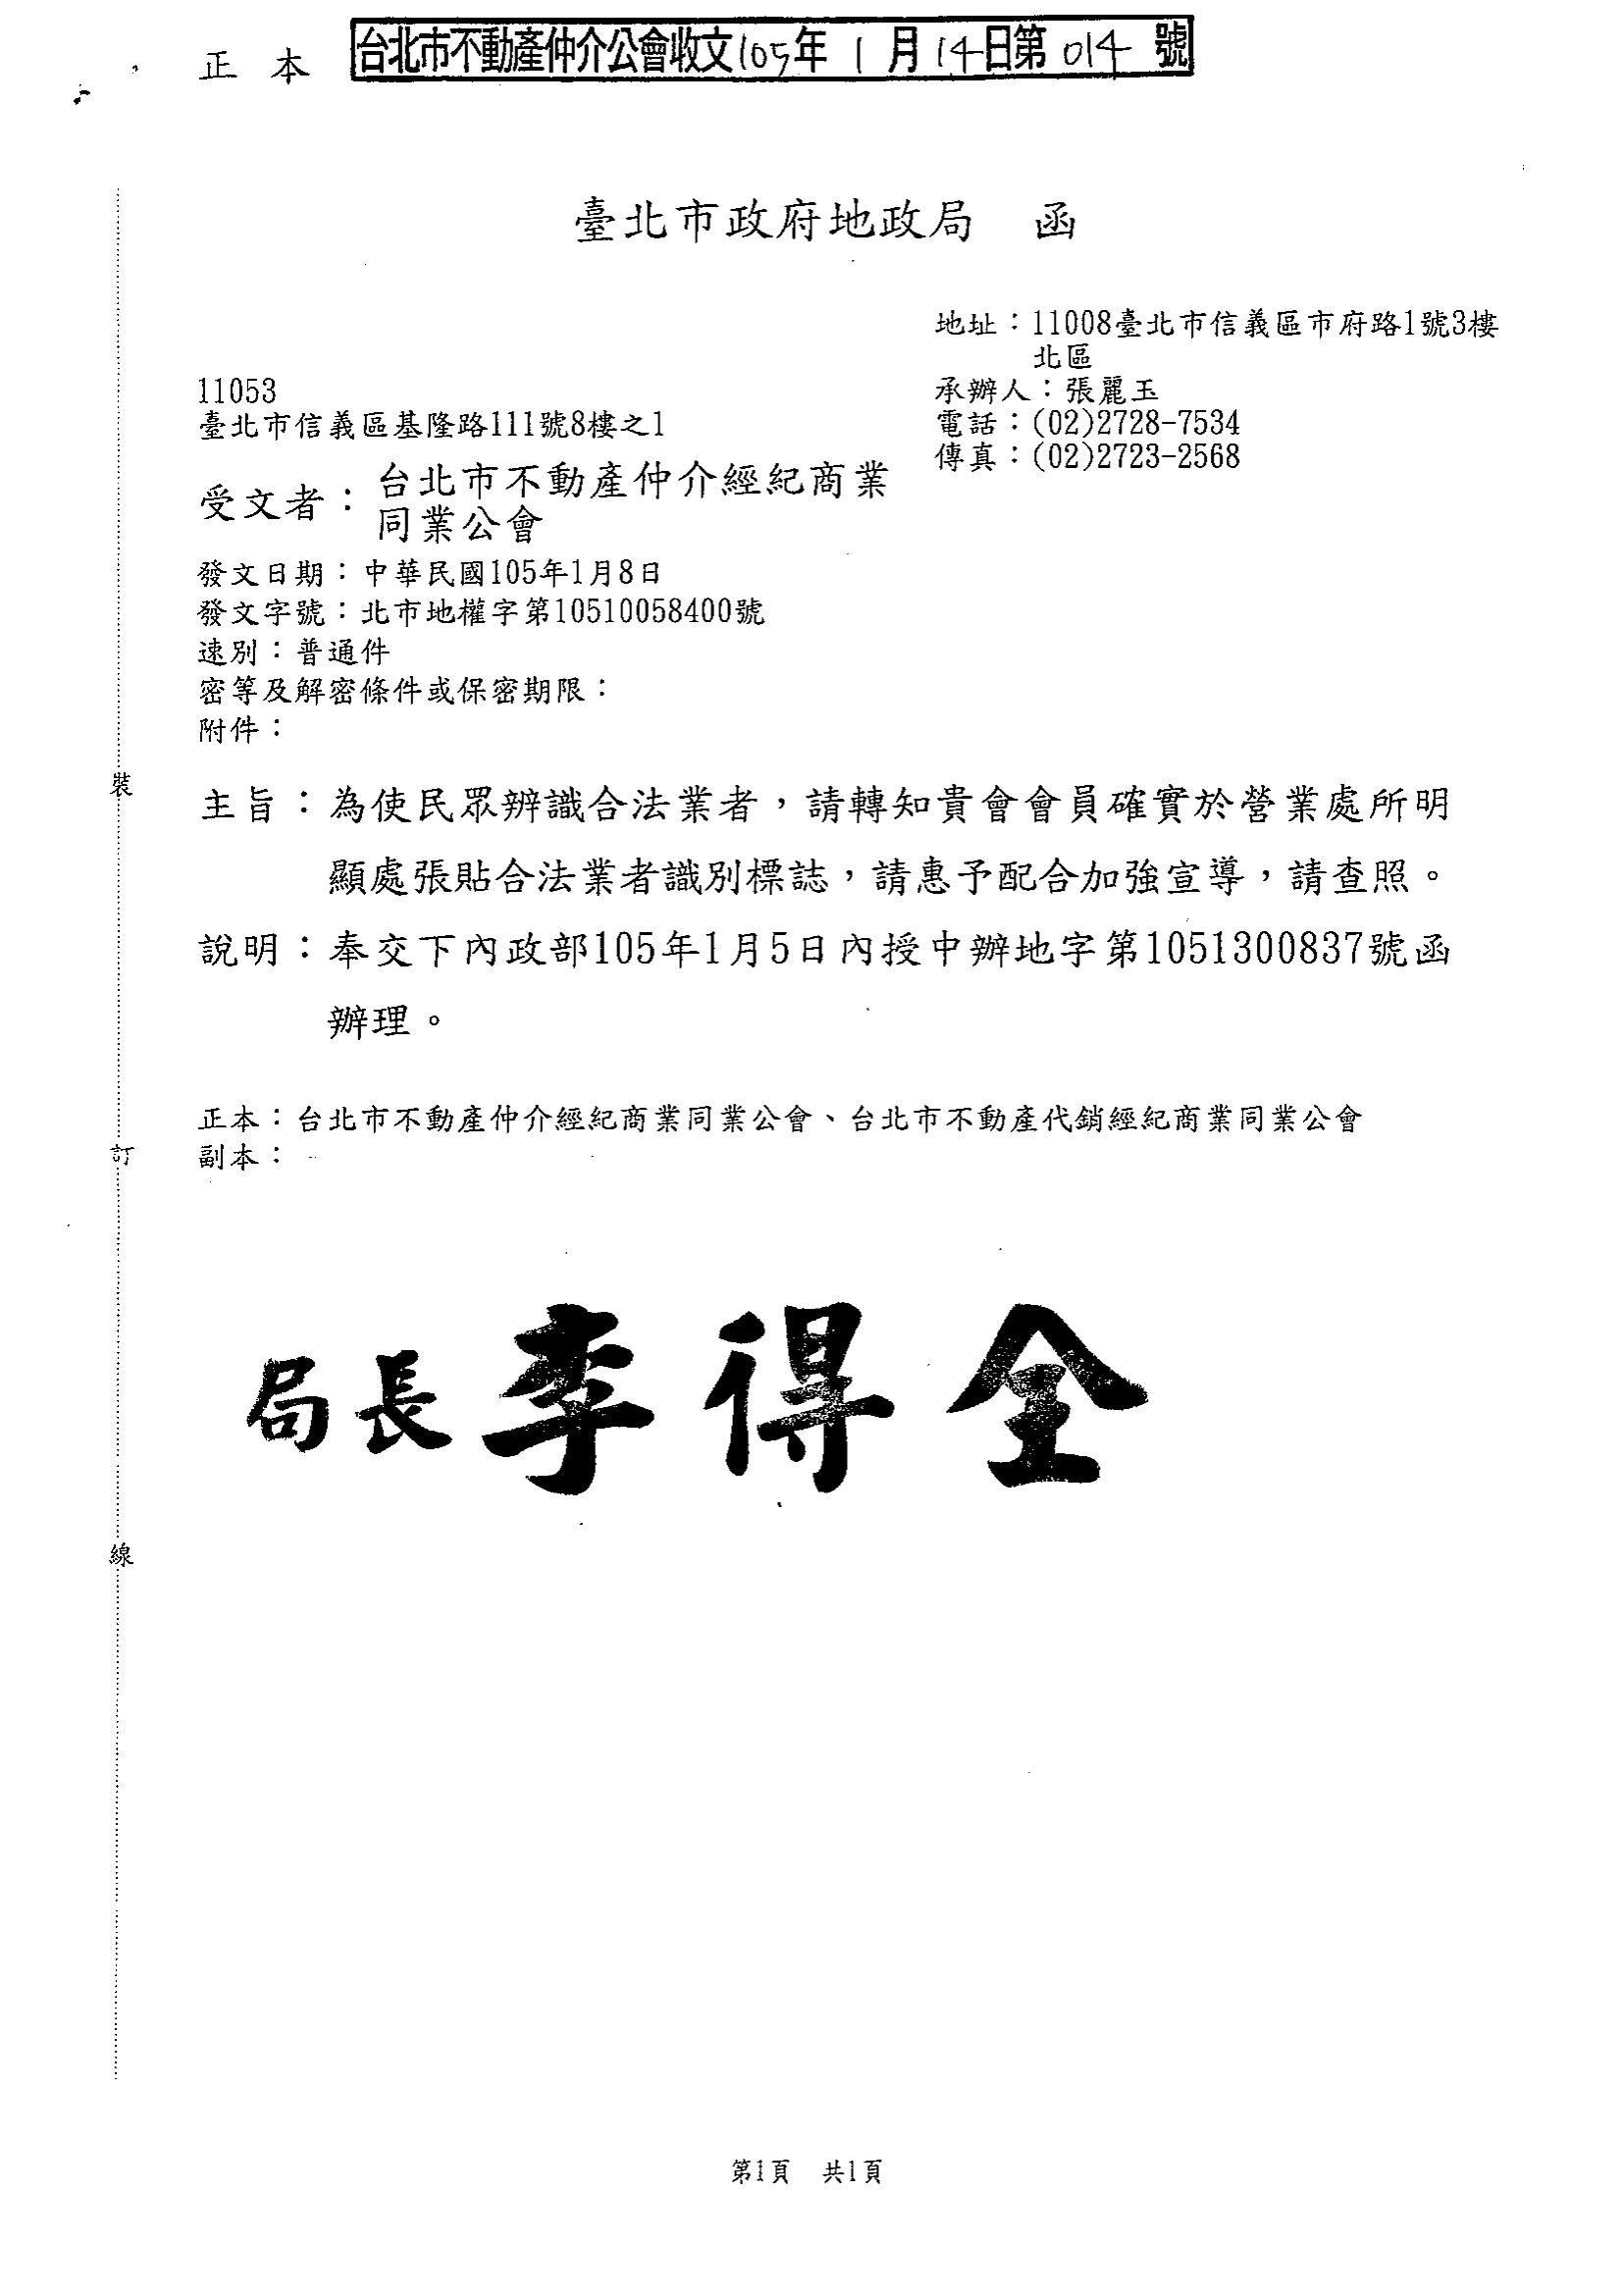 正 本
台北市不動產仲介公會收文105年1月14日第014號
臺北市政府地政局 函
地址：11008臺北市信義區市府路1號3樓
北區
承辦人：張麗玉
電話：(02)2728-7534
傳真：(02)2723-2568
11053
臺北市信義區基隆路111號8樓之1
受文者：台北市不動產仲介經紀商業
同業公會
發文日期：中華民國105年1月8日
發文字號：北市地權字第10510058400號
速別：普通件
密等及解密條件或保密期限：
附件：
主旨：為使民眾辨識合法業者，請轉知貴會會員確實於營業處所明
顯處張貼合法業者識別標誌，請惠予配合加強宣導，請查照。
說明：奉交下內政部105年1月5日內授中辦地字第1051300837號函
辦理。
正本：台北市不動產仲介經紀商業同業公會、台北市不動產代銷經紀商業同業公會
副本：
局長 李得全
裝
訂
線
第1頁 共1頁